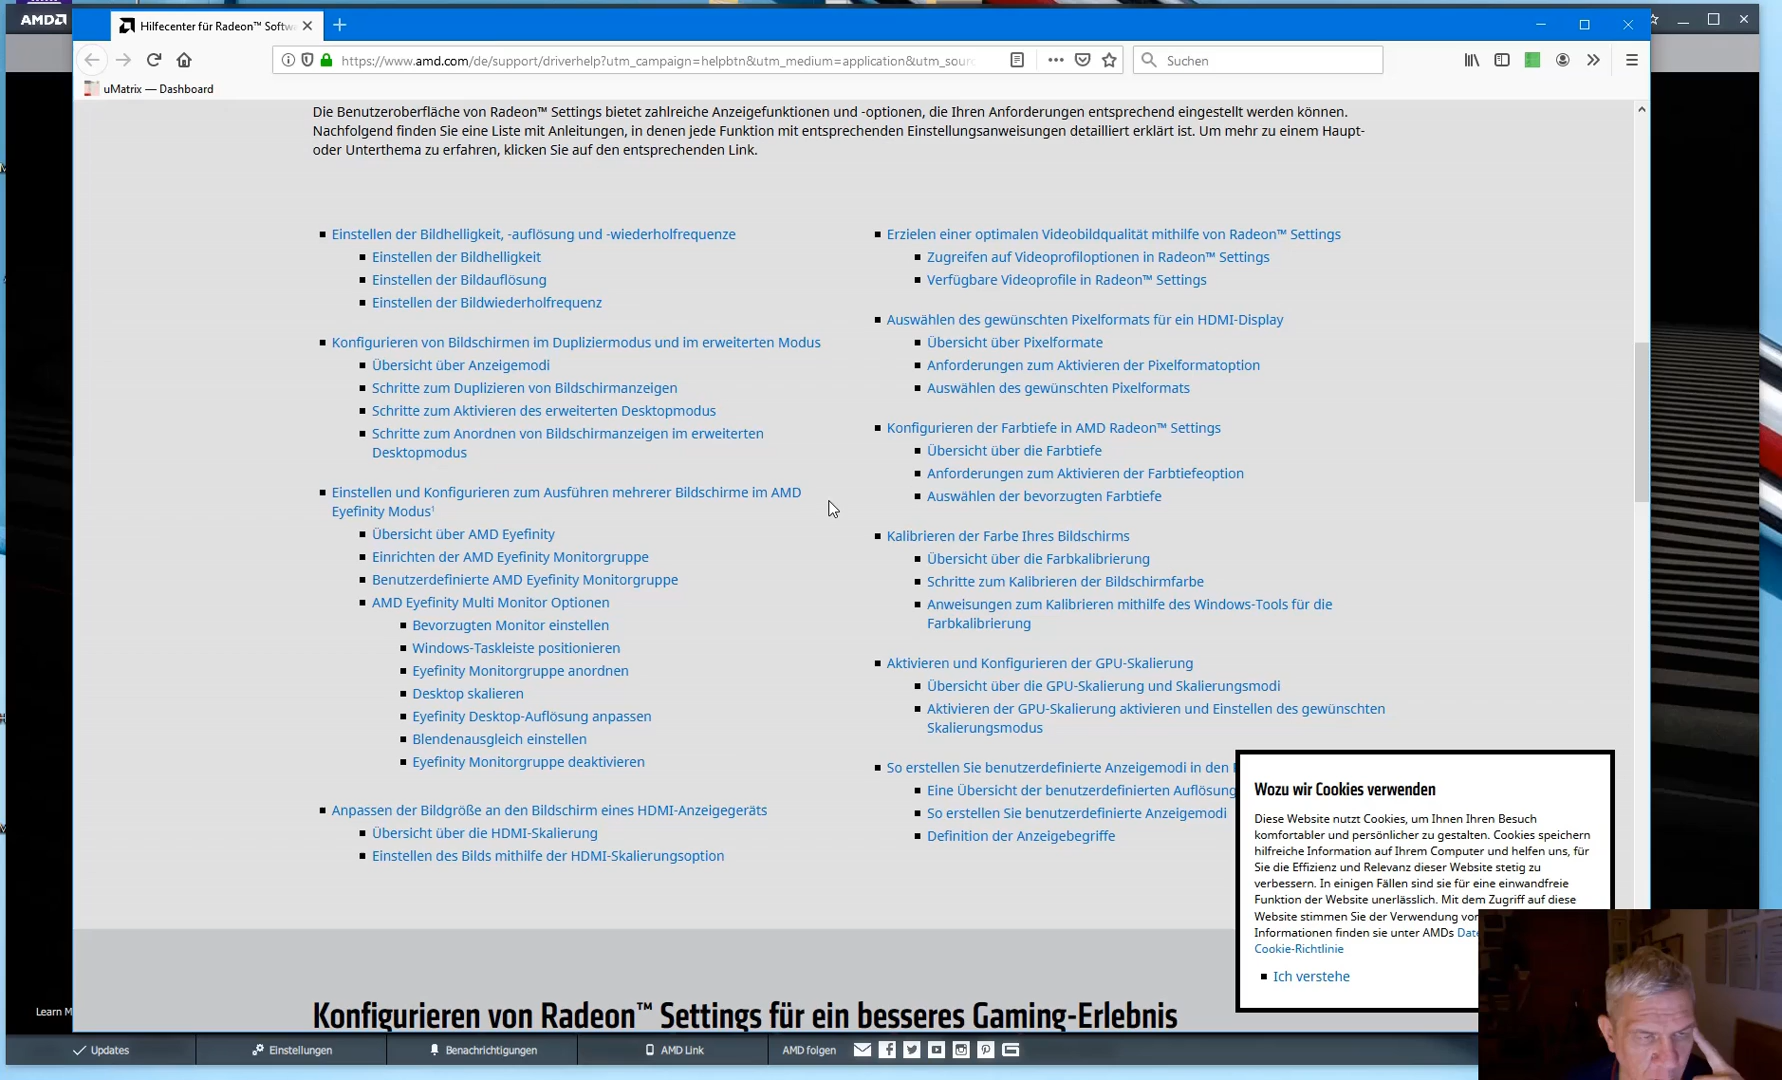 AMD
Hilfecenter für Radeon™ Softw
https://www.amd.com/de/support/driverhelp?utm_campaign=helpbtn&utm_medium=application&utm_sour
Suchen
uMatrix — Dashboard
Die Benutzeroberfläche von Radeon™ Settings bietet zahlreiche Anzeigefunktionen und -optionen, die Ihren Anforderungen entsprechend eingestellt werden können.
Nachfolgend finden Sie eine Liste mit Anleitungen, in denen jede Funktion mit entsprechenden Einstellungsanweisungen detailliert erklärt ist. Um mehr zu einem Haupt-
oder Unterthema zu erfahren, klicken Sie auf den entsprechenden Link.
Einstellen der Bildhelligkeit, -auflösung und -wiederholfrequenze
Einstellen der Bildhelligkeit
Einstellen der Bildauflösung
Einstellen der Bildwiederholfrequenz
Konfigurieren von Bildschirmen im Dupliziermodus und im erweiterten Modus
Übersicht über Anzeigemodi
Schritte zum Duplizieren von Bildschirmanzeigen
Schritte zum Aktivieren des erweiterten Desktopmodus
Schritte zum Anordnen von Bildschirmanzeigen im erweiterten
Desktopmodus
Einstellen und Konfigurieren zum Ausführen mehrerer Bildschirme im AMD
Eyefinity Modus¹
Übersicht über AMD Eyefinity
Einrichten der AMD Eyefinity Monitorgruppe
Benutzerdefinierte AMD Eyefinity Monitorgruppe
AMD Eyefinity Multi Monitor Optionen
Bevorzugten Monitor einstellen
Windows-Taskleiste positionieren
Eyefinity Monitorgruppe anordnen
Desktop skalieren
Eyefinity Desktop-Auflösung anpassen
Blendenausgleich einstellen
Eyefinity Monitorgruppe deaktivieren
Anpassen der Bildgröße an den Bildschirm eines HDMI-Anzeigegeräts
Übersicht über die HDMI-Skalierung
Einstellen des Bilds mithilfe der HDMI-Skalierungsoption
Erzielen einer optimalen Videobildqualität mithilfe von Radeon™ Settings
Zugreifen auf Videoprofiloptionen in Radeon™ Settings
Verfügbare Videoprofile in Radeon™ Settings
Auswählen des gewünschten Pixelformats für ein HDMI-Display
Übersicht über Pixelformate
Anforderungen zum Aktivieren der Pixelformatoption
Auswählen des gewünschten Pixelformats
Konfigurieren der Farbtiefe in AMD Radeon™ Settings
Übersicht über die Farbtiefe
Anforderungen zum Aktivieren der Farbtiefeoption
Auswählen der bevorzugten Farbtiefe
Kalibrieren der Farbe Ihres Bildschirms
Übersicht über die Farbkalibrierung
Schritte zum Kalibrieren der Bildschirmfarbe
Anweisungen zum Kalibrieren mithilfe des Windows-Tools für die
Farbkalibrierung
Aktivieren und Konfigurieren der GPU-Skalierung
Übersicht über die GPU-Skalierung und Skalierungsmodi
Aktivieren der GPU-Skalierung aktivieren und Einstellen des gewünschten
Skalierungsmodus
So erstellen Sie benutzerdefinierte Anzeigemodi in den
Eine Übersicht der benutzerdefinierten Auflösung
So erstellen Sie benutzerdefinierte Anzeigemodi
Definition der Anzeigebegriffe
Wozu wir Cookies verwenden
Diese Website nutzt Cookies, um Ihnen Ihren Besuch
komfortabler und persönlicher zu gestalten. Cookies speichern
hilfreiche Information auf Ihrem Computer und helfen uns, für
Sie die Effizienz und Relevanz dieser Website stetig zu
verbessern. In einigen Fällen sind sie für eine einwandfreie
Funktion der Website unerlässlich. Mit dem Zugriff auf diese
Website stimmen Sie der Verwendung vor
Informationen finden sie unter AMDs Date
Cookie-Richtlinie
Ich verstehe
Konfigurieren von Radeon™ Settings für ein besseres Gaming-Erlebnis
Learn M
Updates
Einstellungen
Benachrichtigungen
AMD Link
AMD folgen